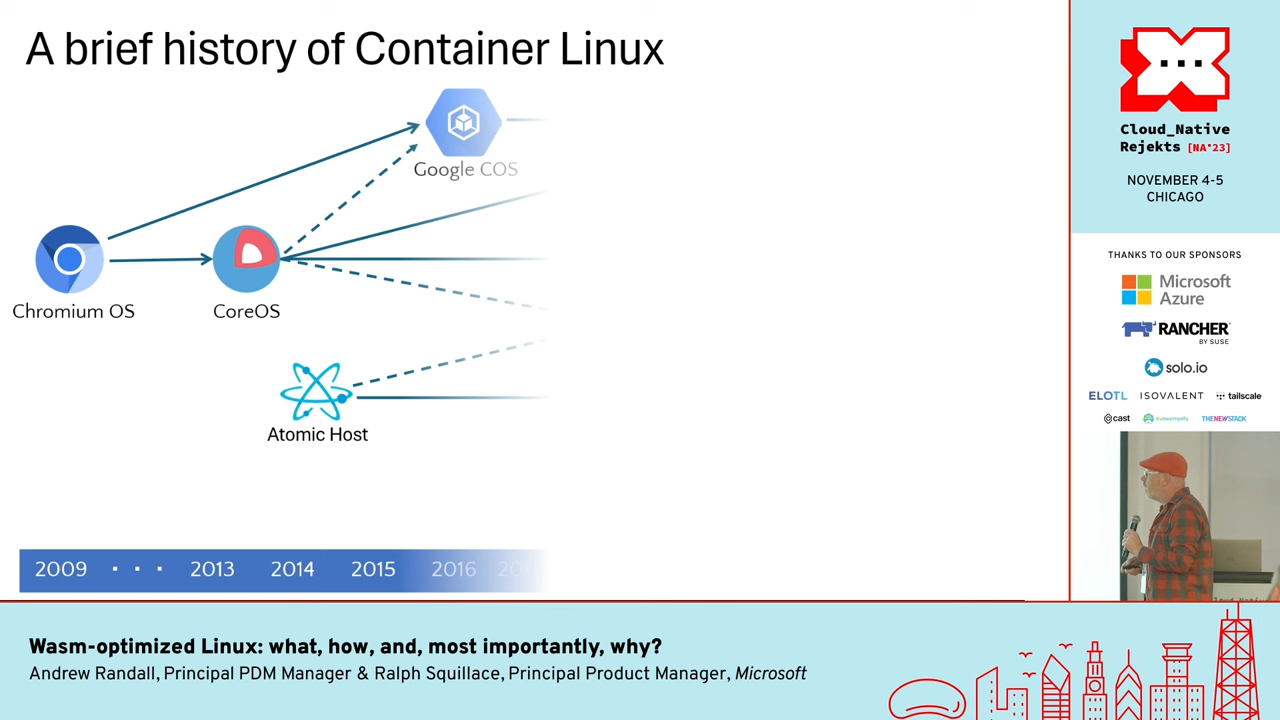 A brief history of Container Linux
Google COS
Chromium OS
CoreOS
Atomic Host
2009 . . . 2013 2014 2015 2016
Cloud_Native
Rejekts [NA'23]
NOVEMBER 4-5
CHICAGO
THANKS TO OUR SPONSORS
Microsoft
Azure
RANCHER
BY SUSE
solo.io
ELOTL ISOVALENT tailscale
cast kubesimplify THENEWSTACK
Wasm-optimized Linux: what, how, and, most importantly, why?
Andrew Randall, Principal PDM Manager & Ralph Squillace, Principal Product Manager, Microsoft